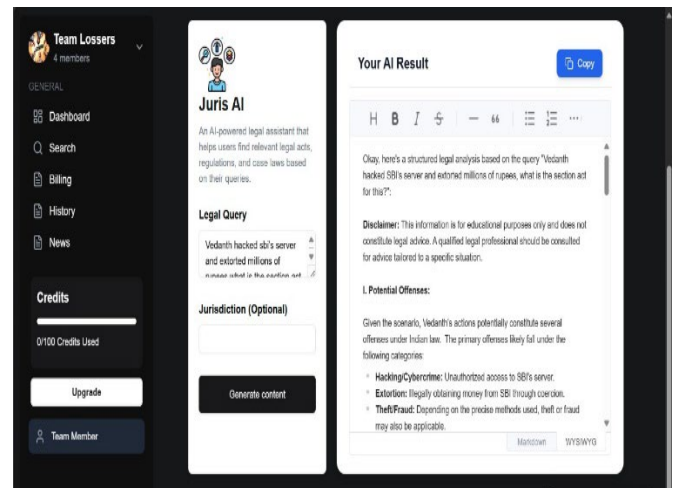 Team Lossers
4 members
GENERAL
Dashboard
Search
Billing
History
News
Credits
0/100 Credits Used
Upgrade
Team Member
Juris AI
An AI-powered legal assistant that
helps users find relevant legal acts,
regulations, and case laws based
on their queries.
Legal Query
Vedanth hacked sbi's server
and extorted millions of
rupees what is the section act
Jurisdiction (Optional)
Generate content
Your AI Result
Copy
H B I S — 66
Okay, here's a structured legal analysis based on the query "Vedanth
hacked SBI's server and extorted millions of rupees, what is the section act
for this?":
Disclaimer: This information is for educational purposes only and does not
constitute legal advice. A qualified legal professional should be consulted
for advice tailored to a specific situation.
I. Potential Offenses:
Given the scenario, Vedanth's actions potentially constitute several
offenses under Indian law. The primary offenses likely fall under the
following categories:
Hacking/Cybercrime: Unauthorized access to SBI's server.
Extortion: Illegally obtaining money from SBI through coercion.
Theft/Fraud: Depending on the precise methods used, theft or fraud
may also be applicable.
Markdown WYSIWYG